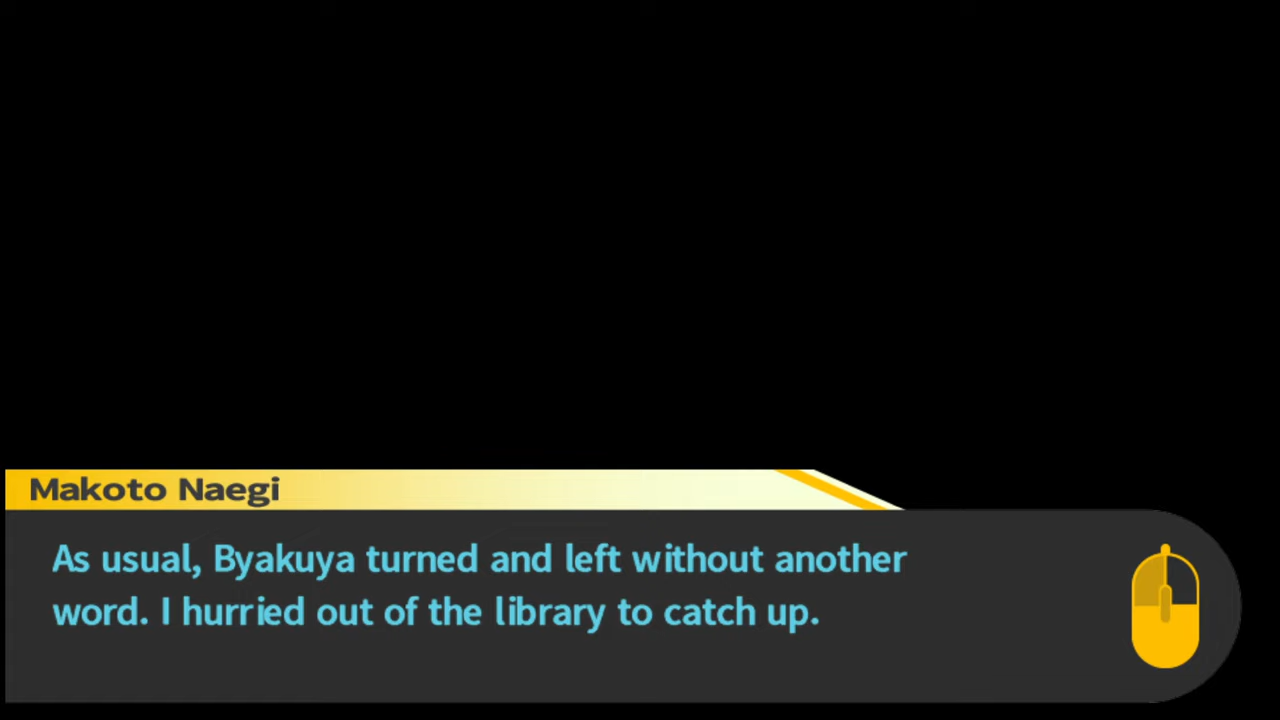 Makoto Naegi
As usual, Byakuya turned and left without another
word. I hurried out of the library to catch up.